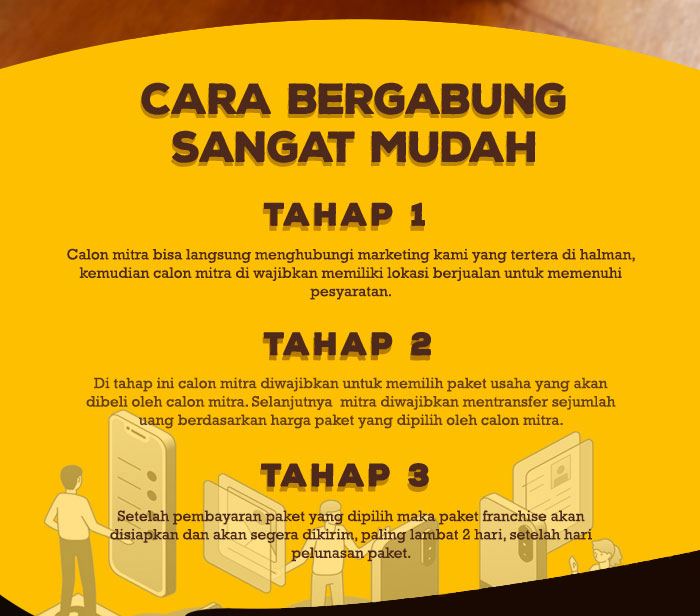 CARA BERGABUNG
SANGAT MUDAH
TAHAP 1
Calon mitra bisa langsung menghubungi marketing kami yang tertera di halman,
kemudian calon mitra di wajibkan memiliki lokasi berjualan untuk memenuhi
pesyaratan.
TAHAP 2
Di tahap ini calon mitra diwajibkan untuk memilih paket usaha yang akan
dibeli oleh calon mitra. Selanjutnya  mitra diwajibkan mentransfer sejumlah
uang berdasarkan harga paket yang dipilih oleh calon mitra.
TAHAP 3
Setelah pembayaran paket yang dipilih maka paket franchise akan
disiapkan dan akan segera dikirim, paling lambat 2 hari, setelah hari
pelunasan paket.